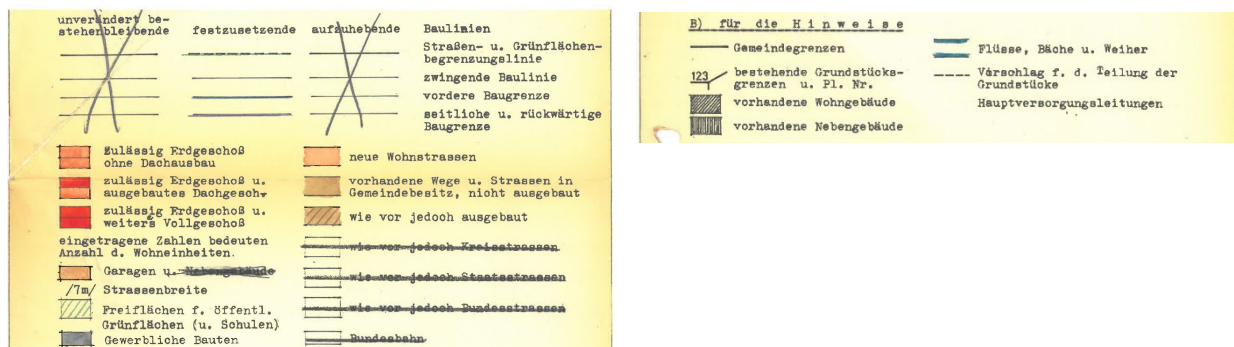 unverändert be-
stehenbleibende festzusetzende aufzuhebende Baulinien
Straßen- u. Grünflächen-
begrenzungslinie
zwingende Baulinie
vordere Baugrenze
seitliche u. rückwärtige
Baugrenze
Zulässig Erdgeschoß
ohne Dachausbau
zulässig Erdgeschoß u.
ausgebautes Dachgesch.
zulässig Erdgeschoß u.
weiters Vollgeschoß
eingetragene Zahlen bedeuten
Anzahl d. Wohneinheiten.
Garagen u. Nebengebäude
/7m/ Strassenbreite
Freiflächen f. öffentl.
Grünflächen (u. Schulen)
Gewerbliche Bauten
neue Wohnstrassen
vorhandene Wege u. Strassen in
Gemeindebesitz, nicht ausgebaut
wie vor jedoch ausgebaut
wie vor jedoch Kreisstrassen
wie vor jedoch Staatsstrassen
wie vor jedoch Bundesstrassen
Bundesbahn
B) für die Hinweise
Gemeindegrenzen
123 bestehende Grundstücks-
grenzen u. Pl. Nr.
vorhandene Wohngebäude
vorhandene Nebengebäude
Flüsse, Bäche u. Weiher
Vorschlag f. d. Teilung der
Grundstücke
Hauptversorgungsleitungen